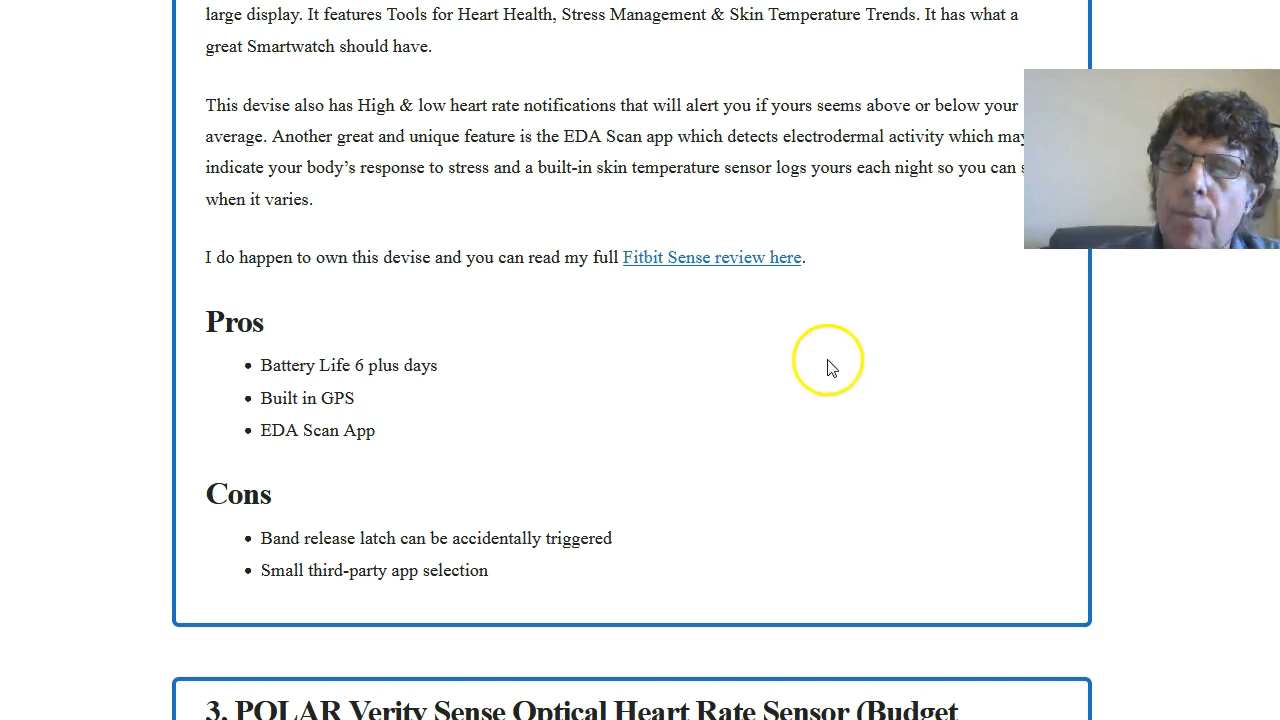 large display. It features Tools for Heart Health, Stress Management & Skin Temperature Trends. It has what a
great Smartwatch should have.
This devise also has High & low heart rate notifications that will alert you if yours seems above or below your
average. Another great and unique feature is the EDA Scan app which detects electrodermal activity which may
indicate your body’s response to stress and a built-in skin temperature sensor logs yours each night so you can
when it varies.
I do happen to own this devise and you can read my full Fitbit Sense review here.
Pros
Battery Life 6 plus days
Built in GPS
EDA Scan App
Cons
Band release latch can be accidentally triggered
Small third-party app selection
3. POLAR Verity Sense Optical Heart Rate Sensor (Budget